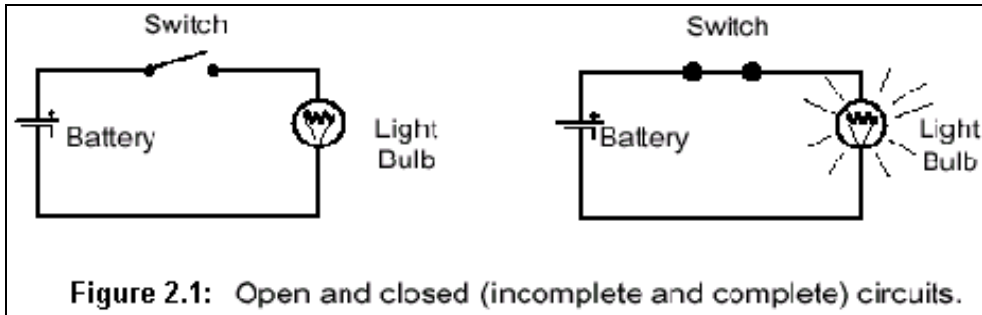 Switch
Battery
Light
Bulb
Switch
Battery
Light
Bulb
Figure 2.1: Open and closed (incomplete and complete) circuits.